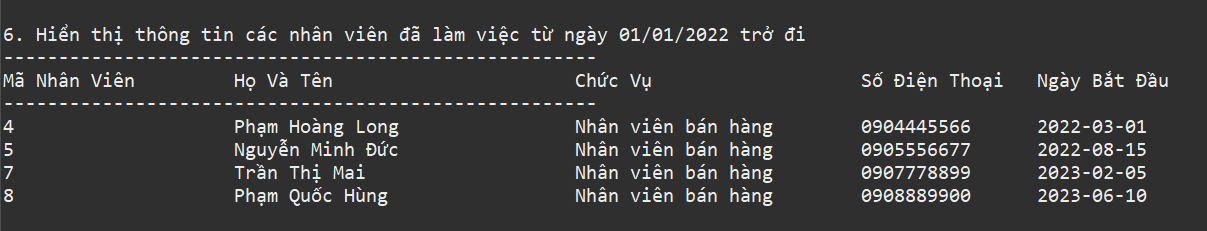 6. Hiển thị thông tin các nhân viên đã làm việc từ ngày 01/01/2022 trở đi
------------------------------------------------------
Mã Nhân Viên Họ Và Tên Chức Vụ Số Điện Thoại Ngày Bắt Đầu
------------------------------------------------------
4 Phạm Hoàng Long Nhân viên bán hàng 0904445566 2022-03-01
5 Nguyễn Minh Đức Nhân viên bán hàng 0905556677 2022-08-15
7 Trần Thị Mai Nhân viên bán hàng 0907778899 2023-02-05
8 Phạm Quốc Hùng Nhân viên bán hàng 0908889900 2023-06-10